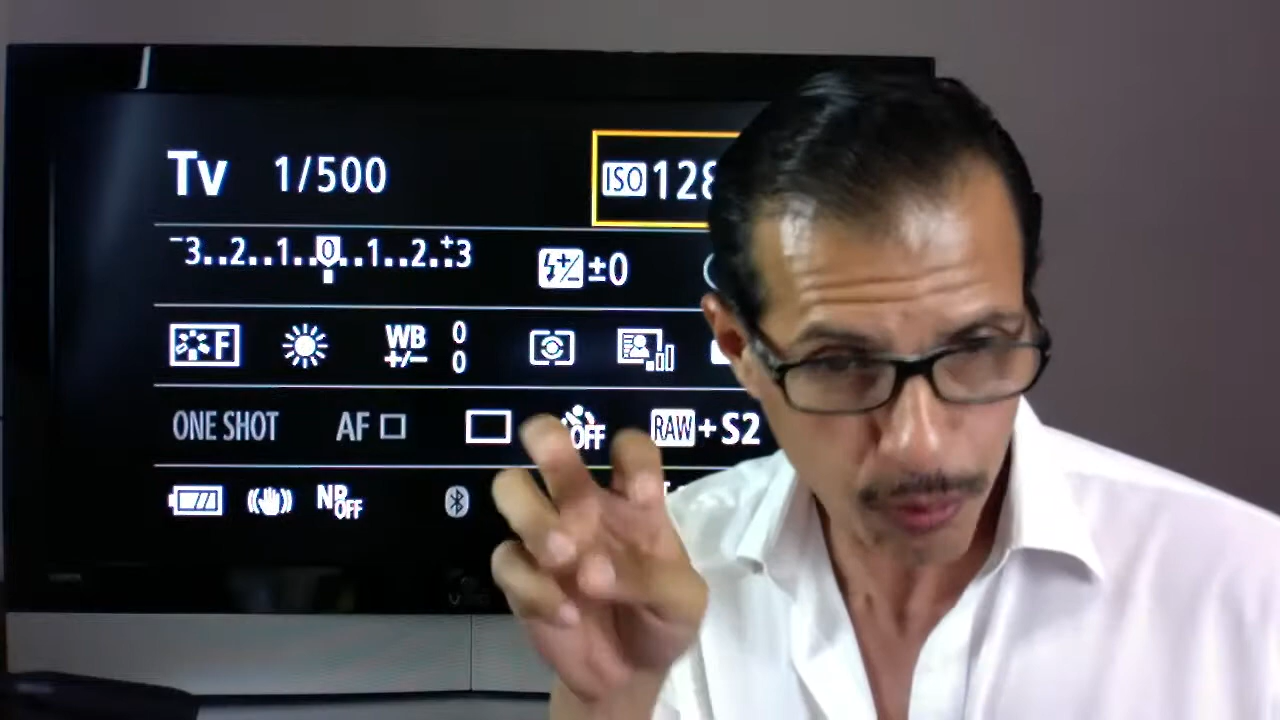 Tv 1/500 ISO 128
-3..2..1..0..1..2..+3 ±0
F WB +/- 0 0
ONE SHOT AF OFF RAW+S2
NR OFF